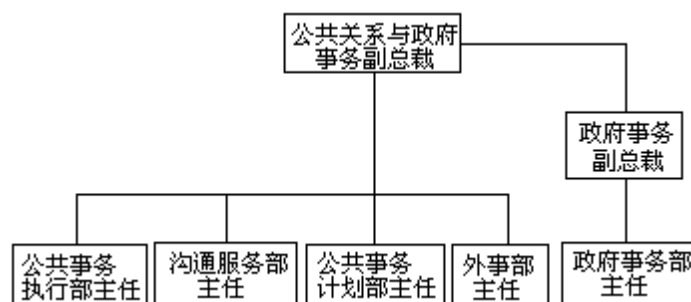 公共关系与政府
事务副总裁
政府事务
副总裁
公共事务
执行部主任
沟通服务部
主任
公共事务
计划部主任
外事部
主任
政府事务部
主任